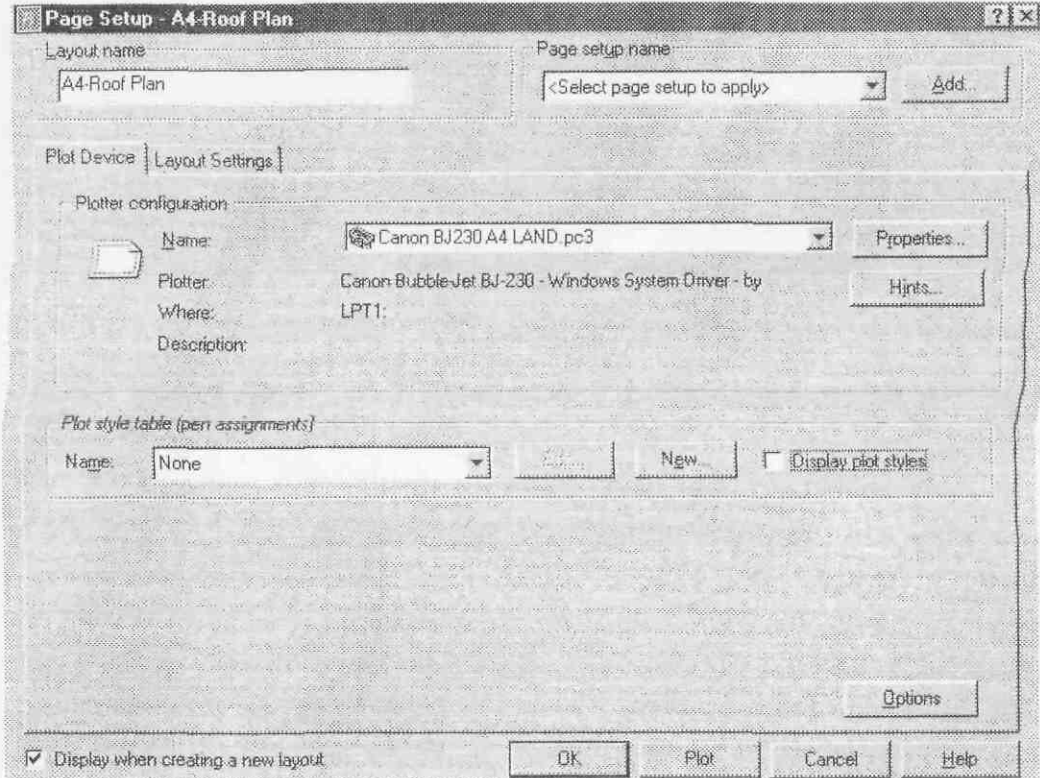 Page Setup - A4-Roof Plan
Layout name
A4-Roof Plan
Page setup name
<Select page setup to apply>
Add...
Plot Device
Layout Settings
Plotter configuration
Name:
Canon BJ230 A4 LAND.pc3
Properties...
Plotter:
Canon Bubble-Jet BJ-230 - Windows System Driver - by
Hints...
Where:
LPT1:
Description:
Plot style table (pen assignments)
Name:
None
New...
Display plot styles
Options
Display when creating a new layout
OK
Plot
Cancel
Help